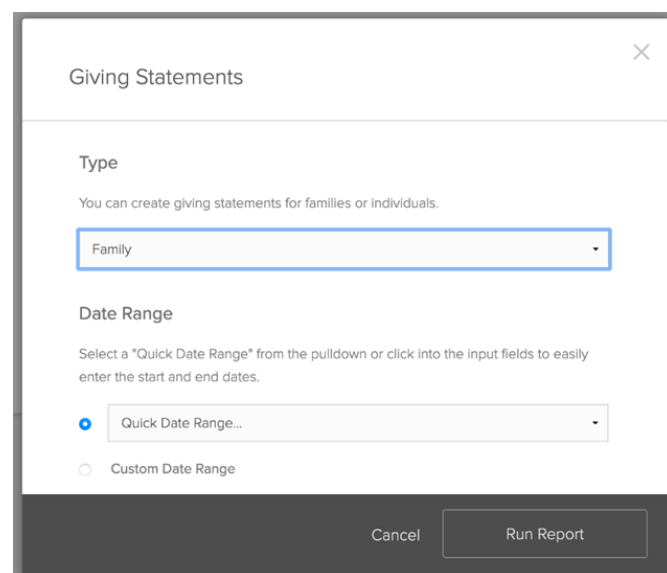 Giving Statements
Type
You can create giving statements for families or individuals.
Family
Date Range
Select a "Quick Date Range" from the pulldown or click into the input fields to easily
enter the start and end dates.
Quick Date Range...
Custom Date Range
Cancel
Run Report